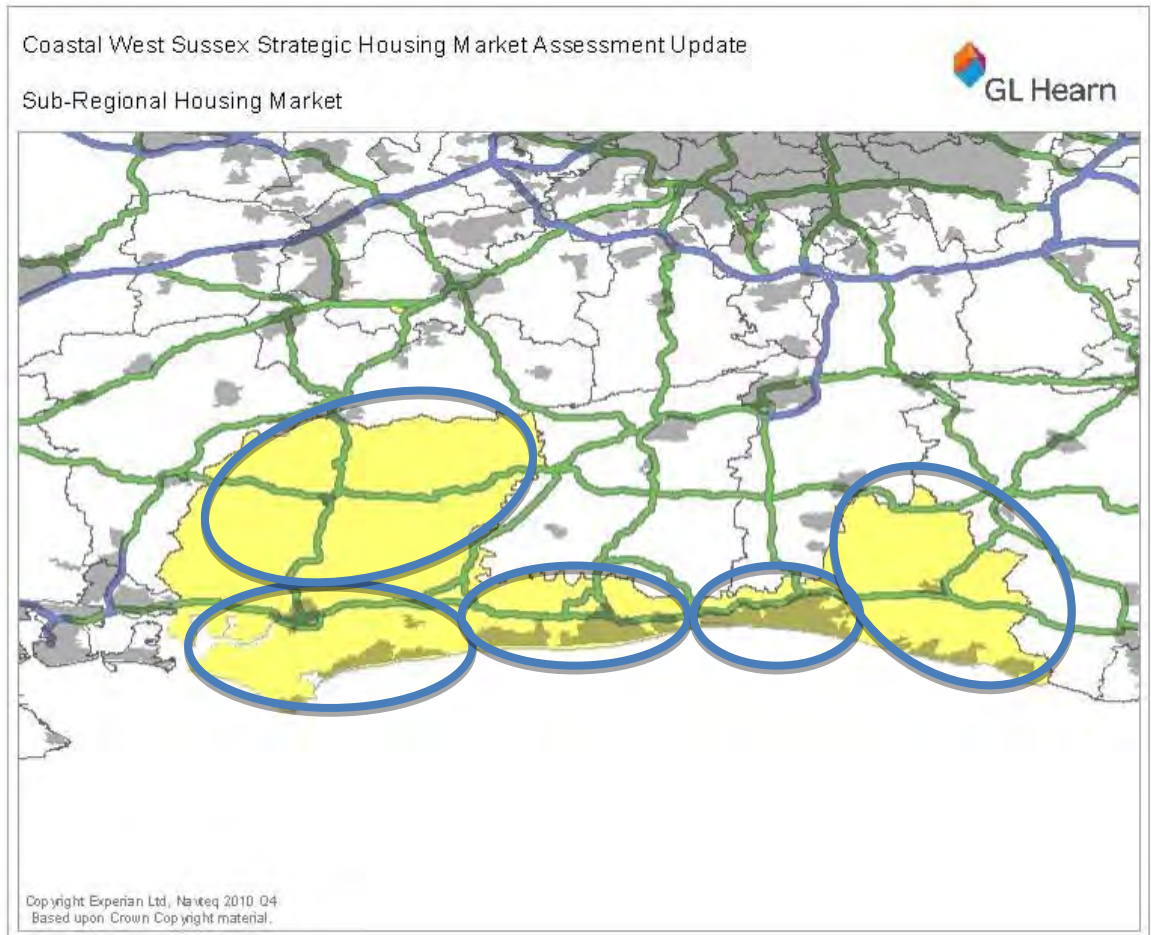 Coastal West Sussex Strategic Housing Market Assessment Update
GL Hearn
Sub-Regional Housing Market
Copyright Experian Ltd, Navteq 2010 Q4
Based upon Crown Copyright material.